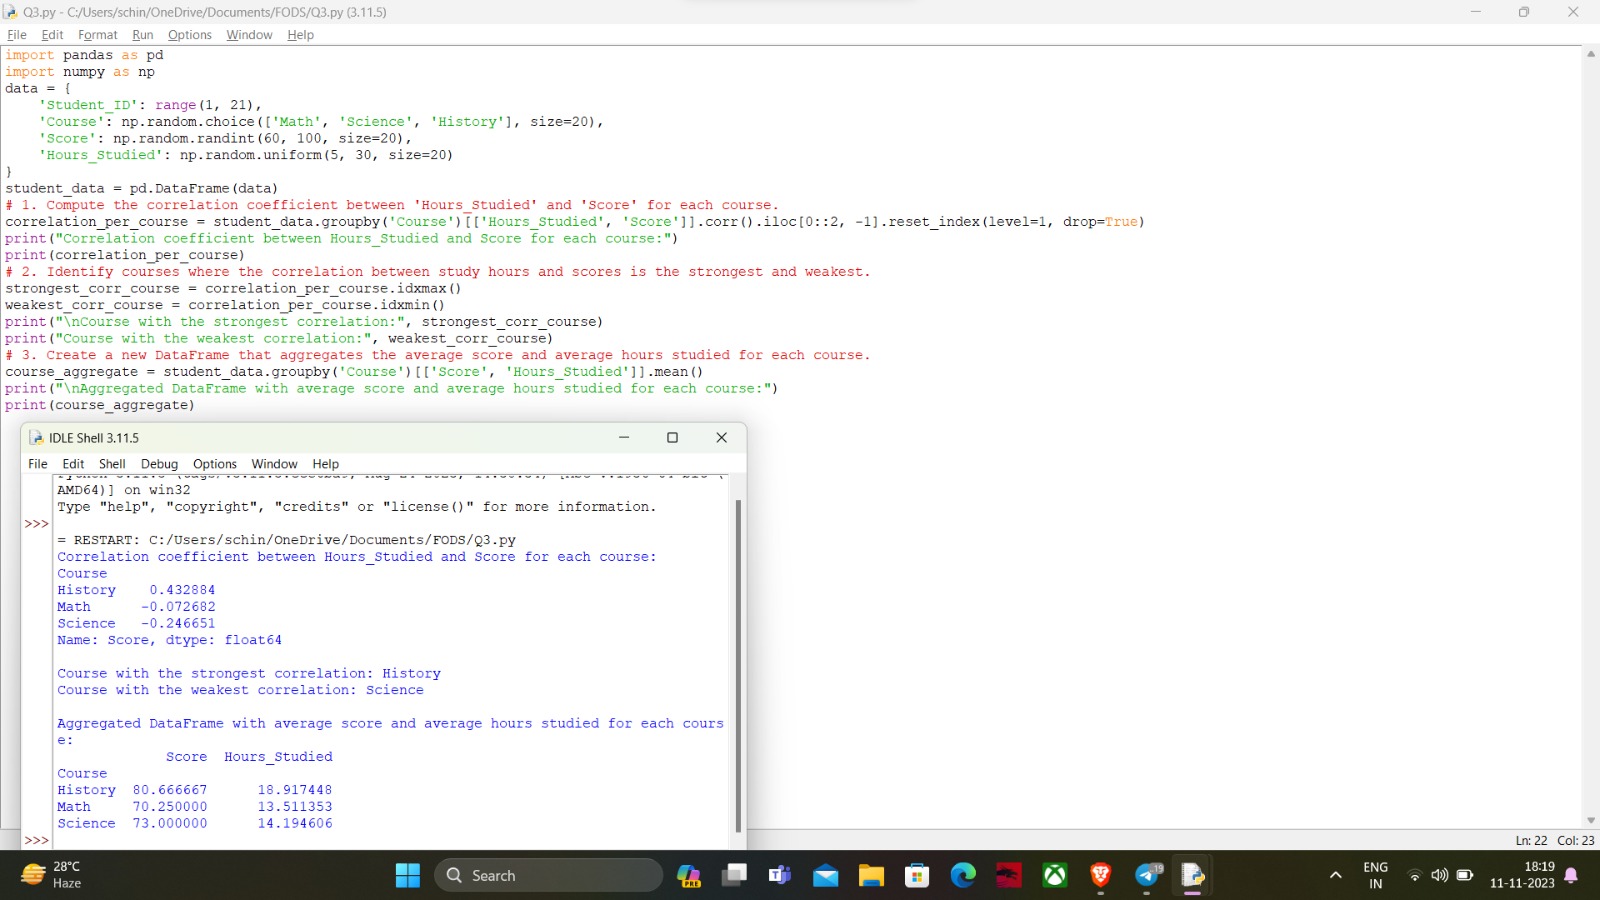 Q3.py - C:/Users/schin/OneDrive/Documents/FODS/Q3.py (3.11.5)
File Edit Format Run Options Window Help
import pandas as pd
import numpy as np
data = {
    'Student_ID': range(1, 21),
    'Course': np.random.choice(['Math', 'Science', 'History'], size=20),
    'Score': np.random.randint(60, 100, size=20),
    'Hours_Studied': np.random.uniform(5, 30, size=20)
}
student_data = pd.DataFrame(data)
# 1. Compute the correlation coefficient between 'Hours_Studied' and 'Score' for each course.
correlation_per_course = student_data.groupby('Course')[['Hours_Studied', 'Score']].corr().iloc[0::2, -1].reset_index(level=1, drop=True)
print("Correlation coefficient between Hours_Studied and Score for each course:")
print(correlation_per_course)
# 2. Identify courses where the correlation between study hours and scores is the strongest and weakest.
strongest_corr_course = correlation_per_course.idxmax()
weakest_corr_course = correlation_per_course.idxmin()
print("\nCourse with the strongest correlation:", strongest_corr_course)
print("Course with the weakest correlation:", weakest_corr_course)
# 3. Create a new DataFrame that aggregates the average score and average hours studied for each course.
course_aggregate = student_data.groupby('Course')[['Score', 'Hours_Studied']].mean()
print("\nAggregated DataFrame with average score and average hours studied for each course:")
print(course_aggregate)
IDLE Shell 3.11.5
File Edit Shell Debug Options Window Help
AMD64)] on win32
Type "help", "copyright", "credits" or "license()" for more information.
>>>
= RESTART: C:/Users/schin/OneDrive/Documents/FODS/Q3.py
Correlation coefficient between Hours_Studied and Score for each course:
Course
History    0.432884
Math      -0.072682
Science   -0.246651
Name: Score, dtype: float64
Course with the strongest correlation: History
Course with the weakest correlation: Science
Aggregated DataFrame with average score and average hours studied for each cours
e:
             Score  Hours_Studied
Course
History  80.666667      18.917448
Math     70.250000      13.511353
Science  73.000000      14.194606
>>>
Ln: 22 Col: 23
28°C
Haze
Search
PRE
19
ENG
IN
18:19
11-11-2023